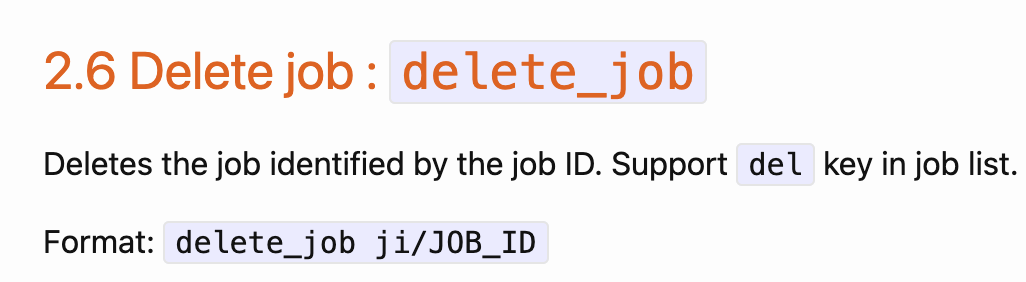 2.6 Delete job : delete_job
Deletes the job identified by the job ID. Support del key in job list.
Format: delete_job ji/JOB_ID